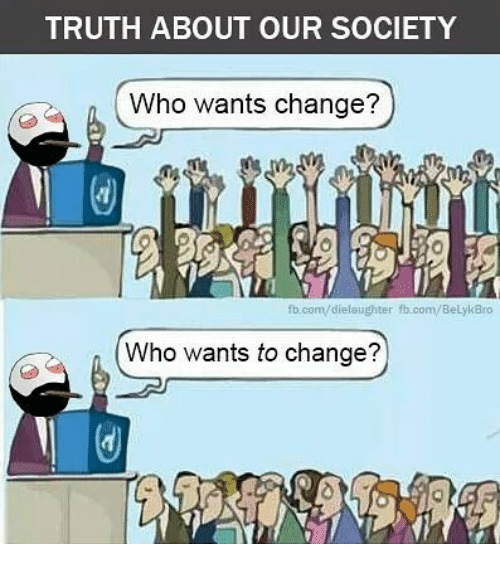 TRUTH ABOUT OUR SOCIETY
Who wants change?
fb.com/dielaughter fb.com/BeLykBro
Who wants to change?